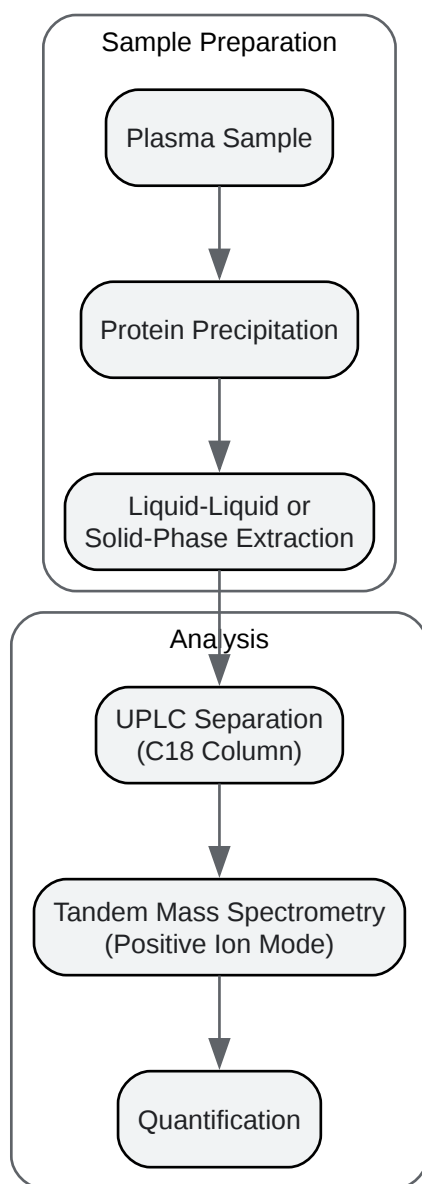 Sample Preparation
Plasma Sample
Protein Precipitation
Liquid-Liquid or
Solid-Phase Extraction
Analysis
UPLC Separation
(C18 Column)
Tandem Mass Spectrometry
(Positive Ion Mode)
Quantification